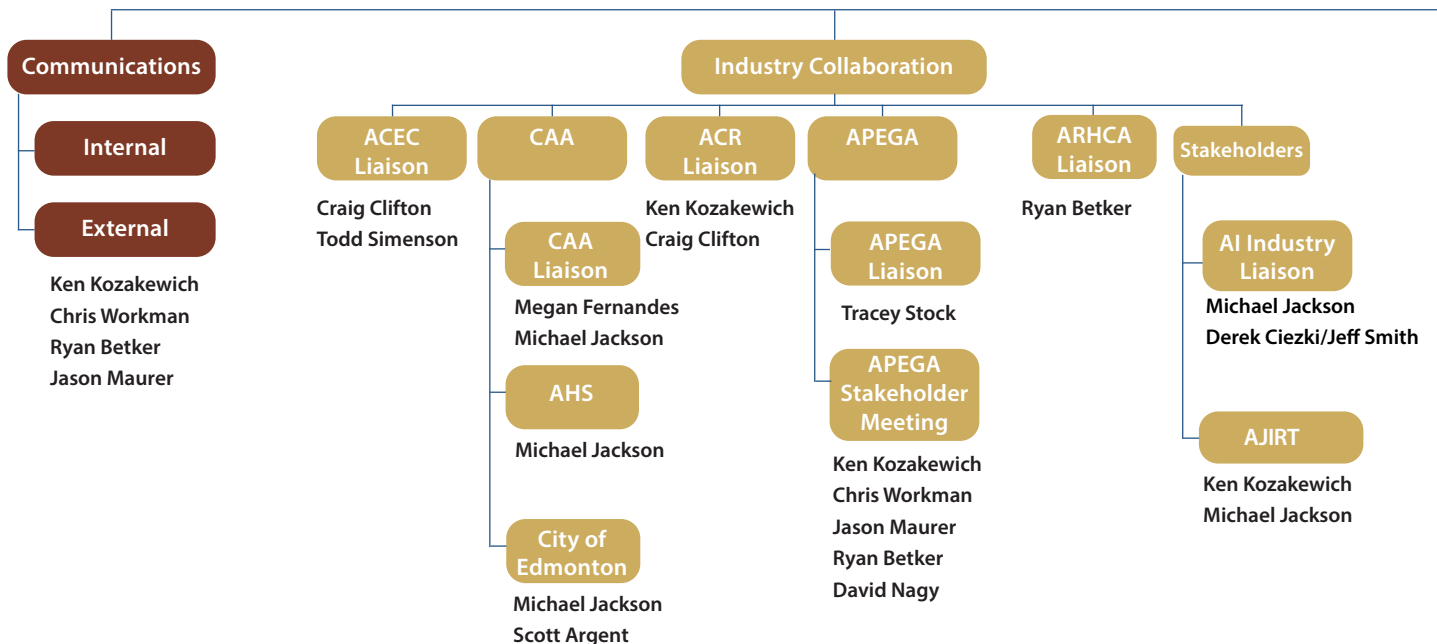 Communications
Internal
External
Ken Kozakewich
Chris Workman
Ryan Betker
Jason Maurer
Industry Collaboration
ACEC
Liaison
Craig Clifton
Todd Simenson
CAA
CAA
Liaison
Megan Fernandes
Michael Jackson
AHS
Michael Jackson
City of
Edmonton
Michael Jackson
Scott Argent
ACR
Liaison
Ken Kozakewich
Craig Clifton
APEGA
APEGA
Liaison
Tracey Stock
APEGA
Stakeholder
Meeting
Ken Kozakewich
Chris Workman
Jason Maurer
Ryan Betker
David Nagy
ARHCA
Liaison
Ryan Betker
Stakeholders
AI Industry
Liaison
Michael Jackson
Derek Ciezki/Jeff Smith
AJIRT
Ken Kozakewich
Michael Jackson